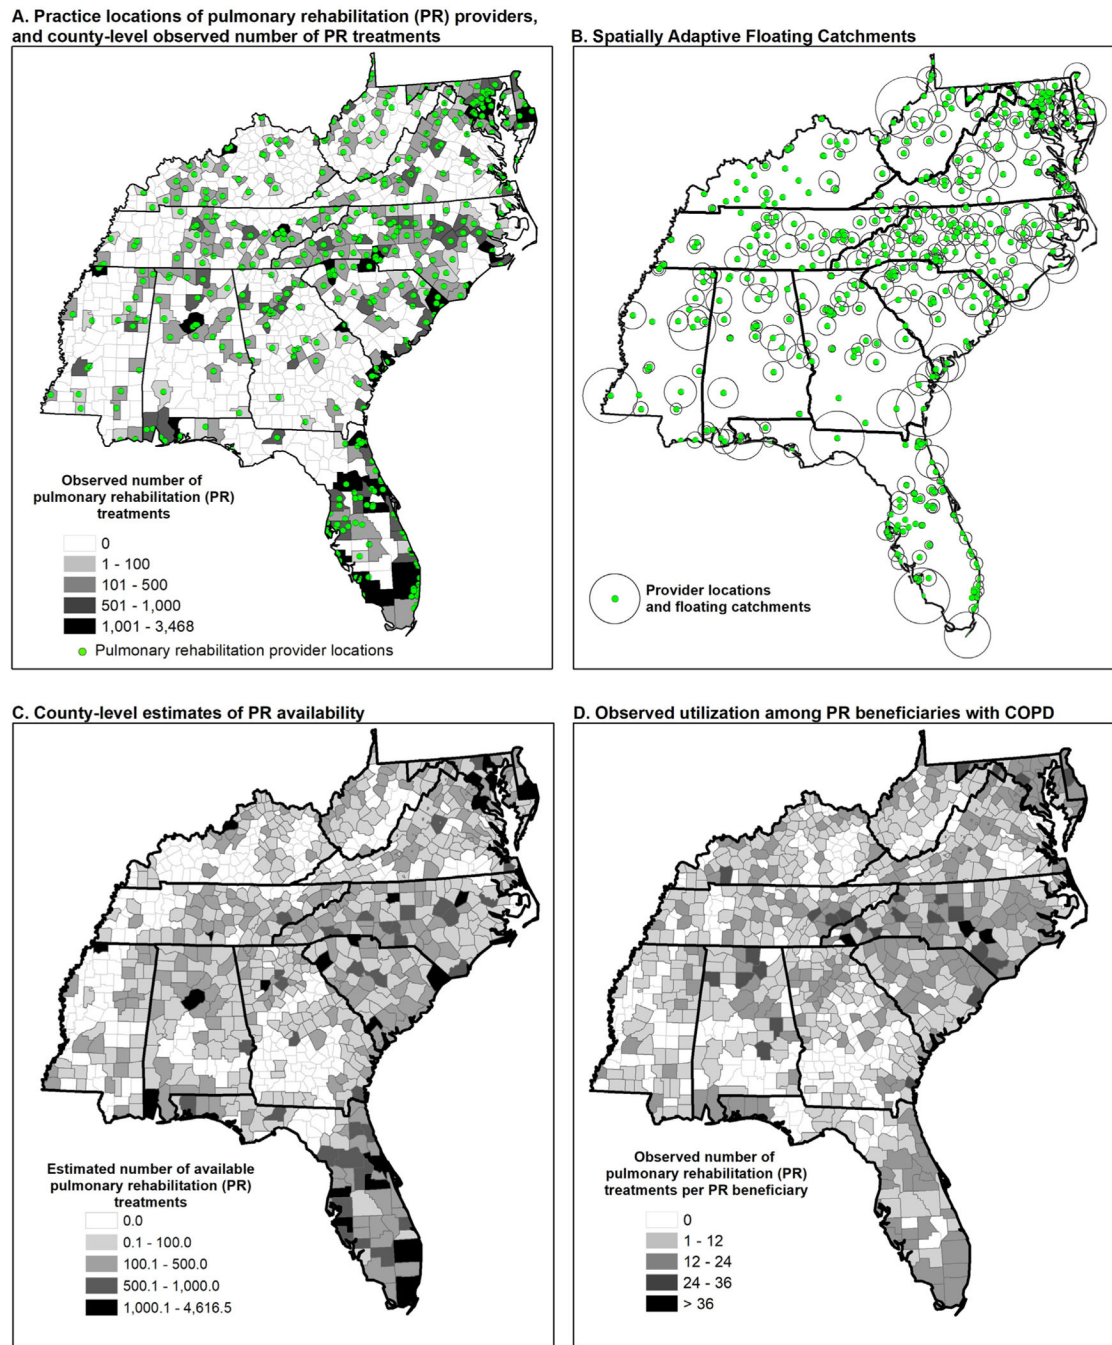 A. Practice locations of pulmonary rehabilitation (PR) providers,
and county-level observed number of PR treatments
Observed number of
pulmonary rehabilitation (PR)
treatments
0
1 - 100
101 - 500
501 - 1,000
1,001 - 3,468
Pulmonary rehabilitation provider locations
B. Spatially Adaptive Floating Catchments
Provider locations
and floating catchments
C. County-level estimates of PR availability
Estimated number of available
pulmonary rehabilitation (PR)
treatments
0.0
0.1 - 100.0
100.1 - 500.0
500.1 - 1,000.0
1,000.1 - 4,616.5
D. Observed utilization among PR beneficiaries with COPD
Observed number of
pulmonary rehabilitation (PR)
treatments per PR beneficiary
0
1 - 12
12 - 24
24 - 36
> 36